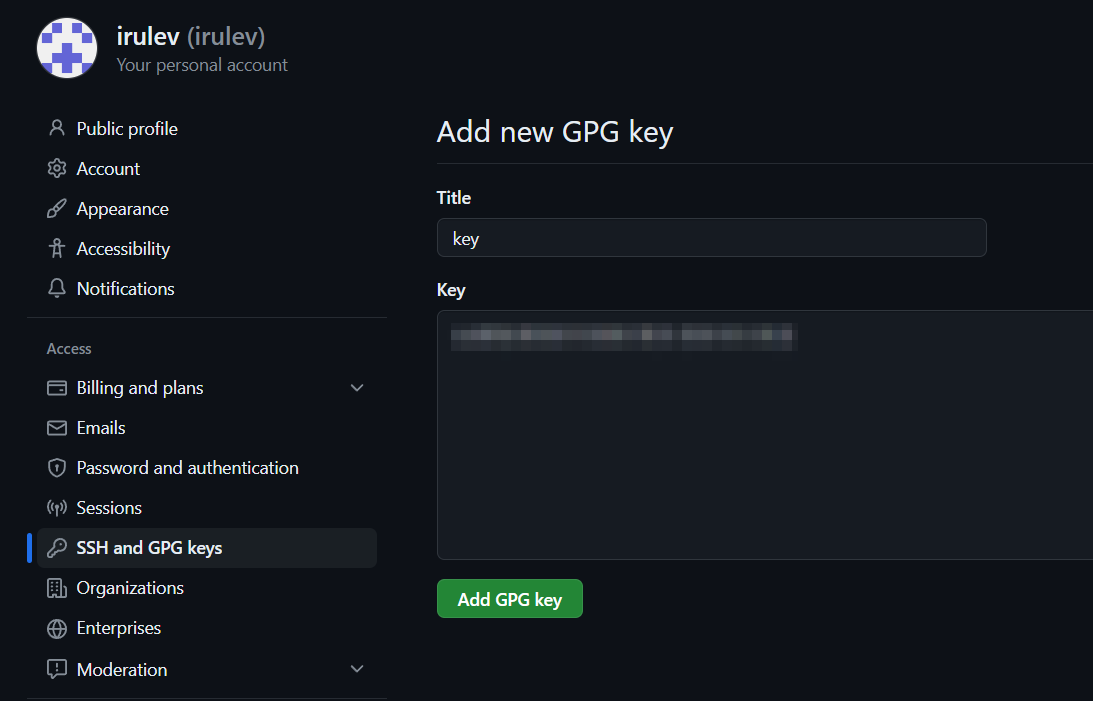 irulev (irulev)
Your personal account
Public profile
Account
Appearance
Accessibility
Notifications
Access
Billing and plans
Emails
Password and authentication
Sessions
SSH and GPG keys
Organizations
Enterprises
Moderation
Add new GPG key
Title
key
Key
Add GPG key